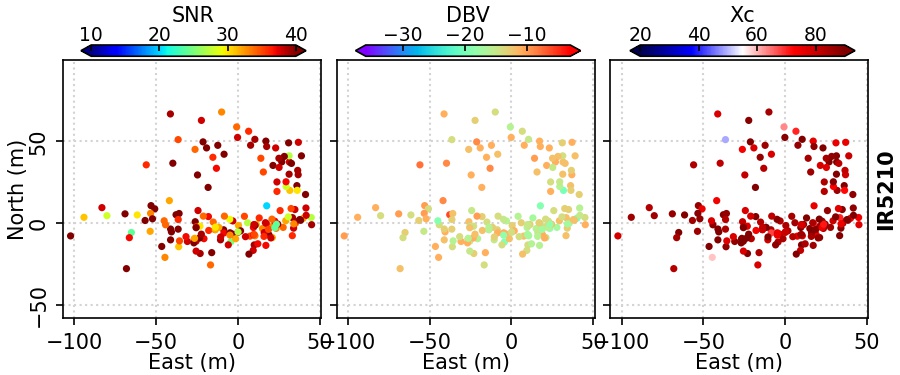 SNR DBV Xc
10 20 30 40 −30 −20 −10 20 40 60 80
50
0
−50
North (m)
−100 −50 0 50 −100 −50 0 50 −100 −50 0 50
East (m) East (m) East (m)
IR5210